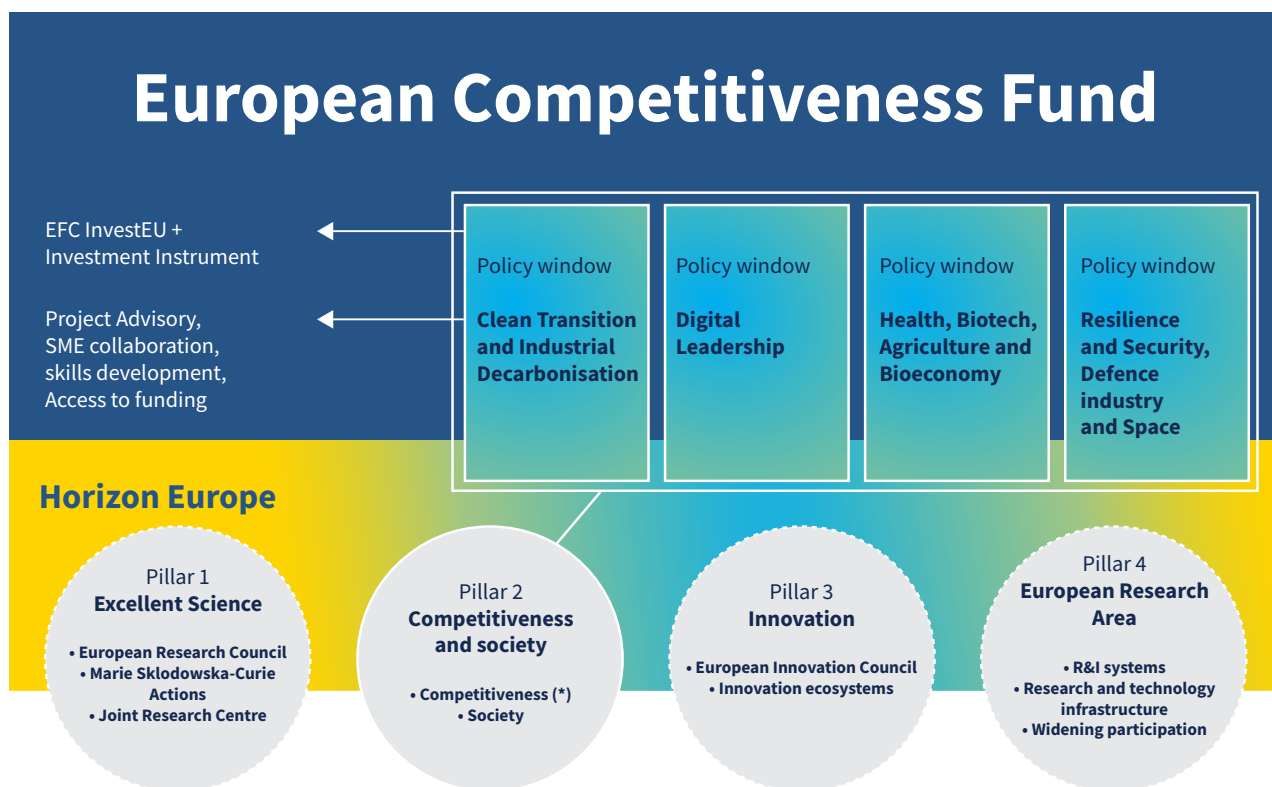 European Competitiveness Fund
EFC InvestEU +
Investment Instrument
Project Advisory,
SME collaboration,
skills development,
Access to funding
Policy window
Clean Transition
and Industrial
Decarbonisation
Policy window
Digital
Leadership
Policy window
Health, Biotech,
Agriculture and
Bioeconomy
Policy window
Resilience
and Security,
Defence
industry
and Space
Horizon Europe
Pillar 1
Excellent Science
• European Research Council
• Marie Sklodowska-Curie
Actions
• Joint Research Centre
Pillar 2
Competitiveness
and society
• Competitiveness (*)
• Society
Pillar 3
Innovation
• European Innovation Council
• Innovation ecosystems
Pillar 4
European Research
Area
• R&I systems
• Research and technology
infrastructure
• Widening participation